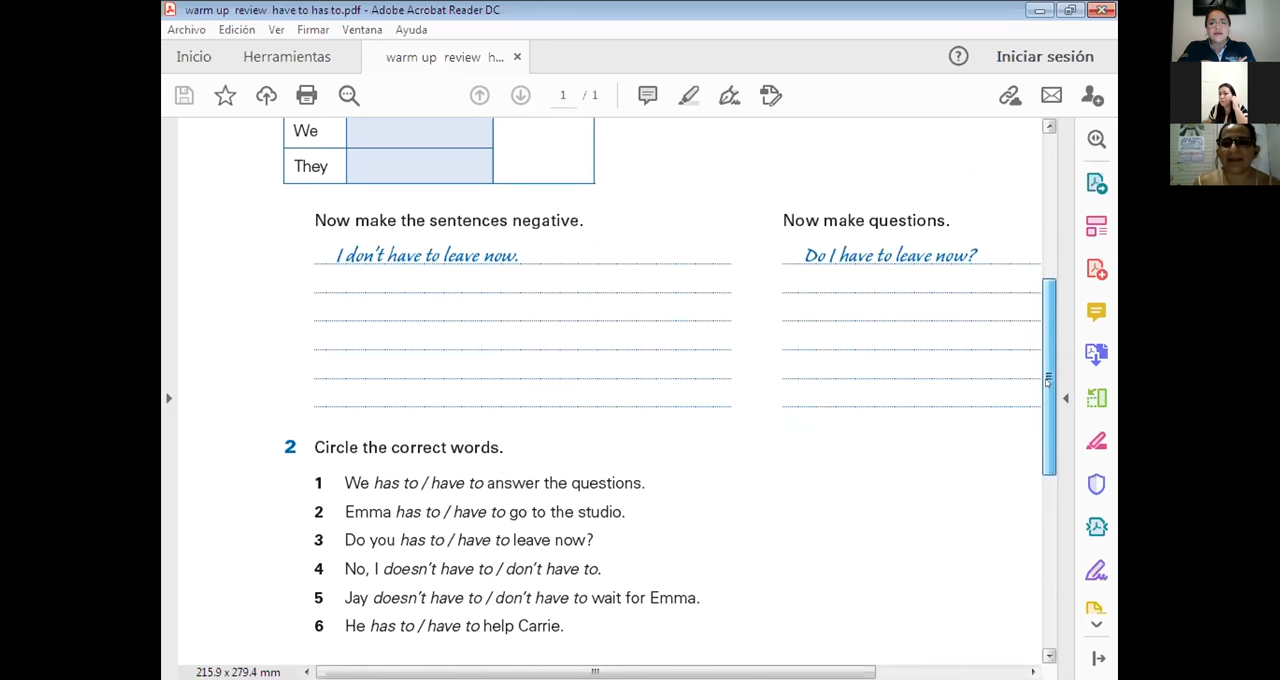 warm up review have to has to.pdf - Adobe Acrobat Reader DC
Archivo Edición Ver Firmar Ventana Ayuda
Inicio Herramientas warm up review h... × ? Iniciar sesión
1 / 1
We
They
Now make the sentences negative. Now make questions.
I don't have to leave now. Do I have to leave now?
2 Circle the correct words.
1 We has to / have to answer the questions.
2 Emma has to / have to go to the studio.
3 Do you has to / have to leave now?
4 No, I doesn't have to / don't have to.
5 Jay doesn't have to / don't have to wait for Emma.
6 He has to / have to help Carrie.
215.9 x 279.4 mm